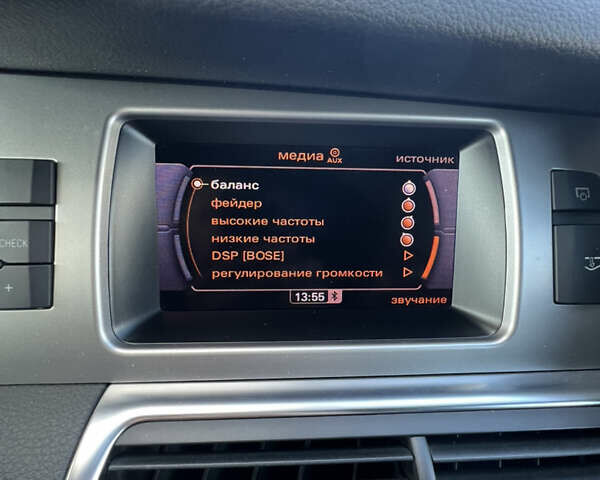 медиа AUX источник
баланс
фейдер
высокие частоты
низкие частоты
DSP [BOSE]
регулирование громкости
13:55 звучание
CHECK
+